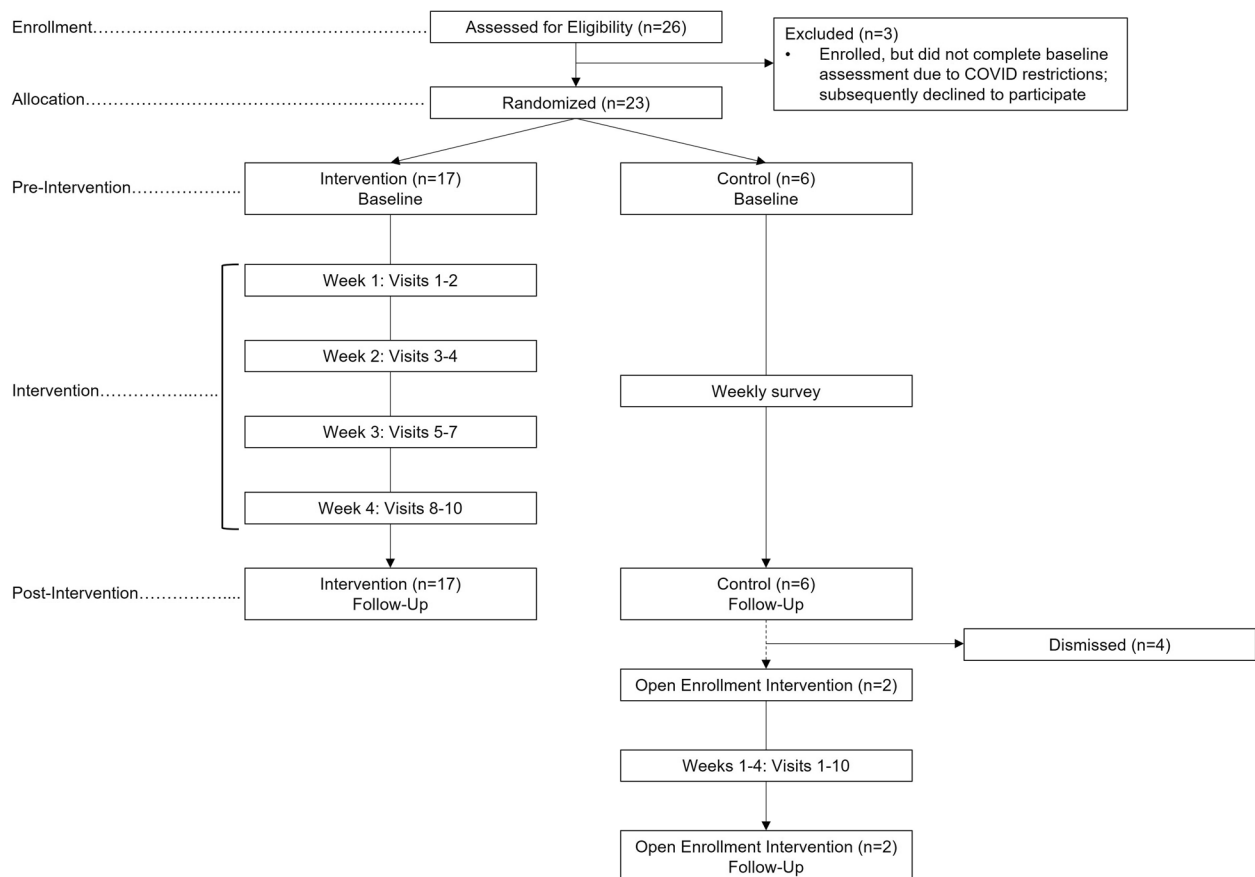 Enrollment……………………………………………………
Assessed for Eligibility (n=26)
Excluded (n=3)
• Enrolled, but did not complete baseline
assessment due to COVID restrictions;
subsequently declined to participate
Allocation……………………………………………………
Randomized (n=23)
Pre-Intervention………………..
Intervention (n=17)
Baseline
Control (n=6)
Baseline
Week 1: Visits 1-2
Week 2: Visits 3-4
Intervention……………..…..
Weekly survey
Week 3: Visits 5-7
Week 4: Visits 8-10
Post-Intervention……………....
Intervention (n=17)
Follow-Up
Control (n=6)
Follow-Up
Dismissed (n=4)
Open Enrollment Intervention (n=2)
Weeks 1-4: Visits 1-10
Open Enrollment Intervention (n=2)
Follow-Up